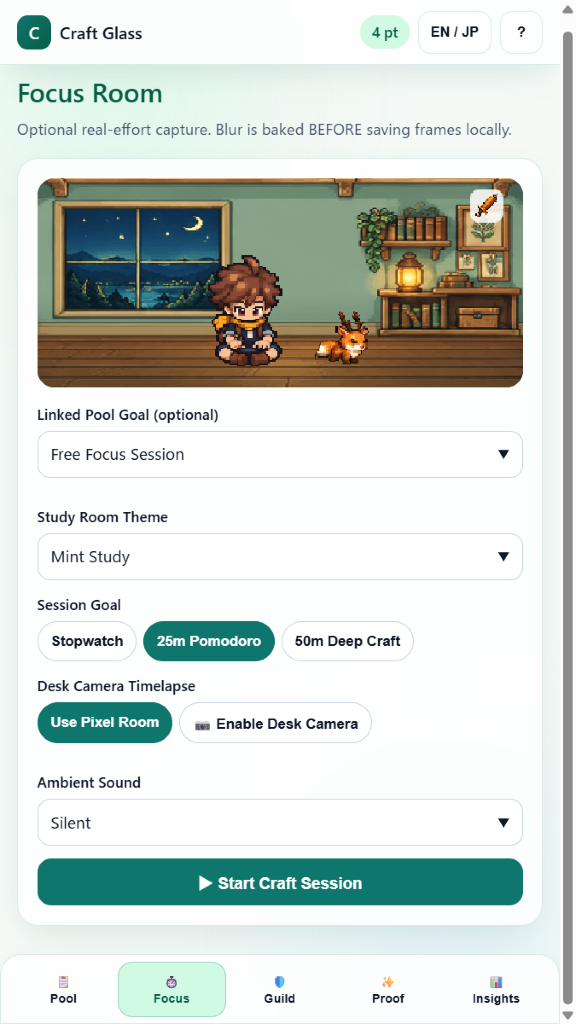 C Craft Glass 4 pt EN / JP ?
Focus Room
Optional real-effort capture. Blur is baked BEFORE saving frames locally.
Linked Pool Goal (optional)
Free Focus Session
Study Room Theme
Mint Study
Session Goal
Stopwatch 25m Pomodoro 50m Deep Craft
Desk Camera Timelapse
Use Pixel Room Enable Desk Camera
Ambient Sound
Silent
Start Craft Session
Pool Focus Guild Proof Insights